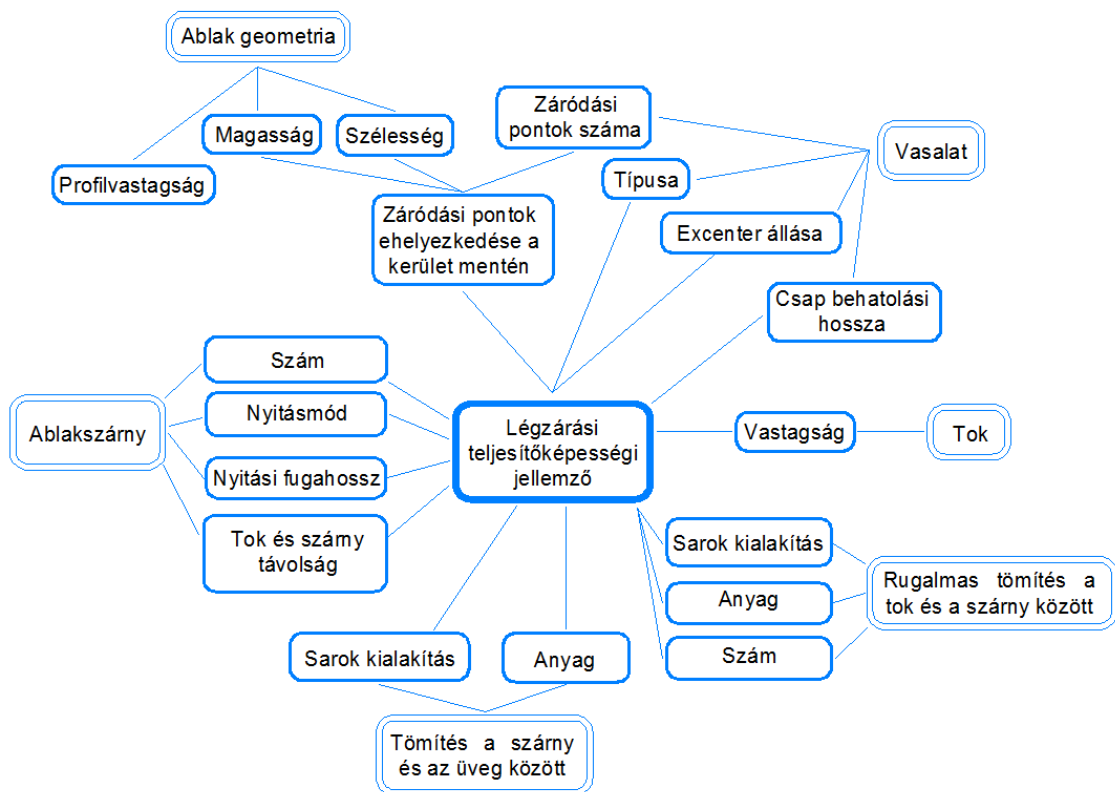 Ablak geometria
Záródási
pontok száma
Magasság
Szélesség
Vasalat
Profilvastagság
Típusa
Záródási pontok
ehelyezkedése a
kerület mentén
Excenter állása
Csap behatolási
hossza
Szám
Nyitásmód
Ablakszárny
Nyitási fugahossz
Tok és szárny
távolság
Légzárási
teljesítőképességi
jellemző
Vastagság
Tok
Sarok kialakítás
Anyag
Szám
Rugalmas tömítés a
tok és a szárny között
Sarok kialakítás
Anyag
Tömítés a szárny
és az üveg között